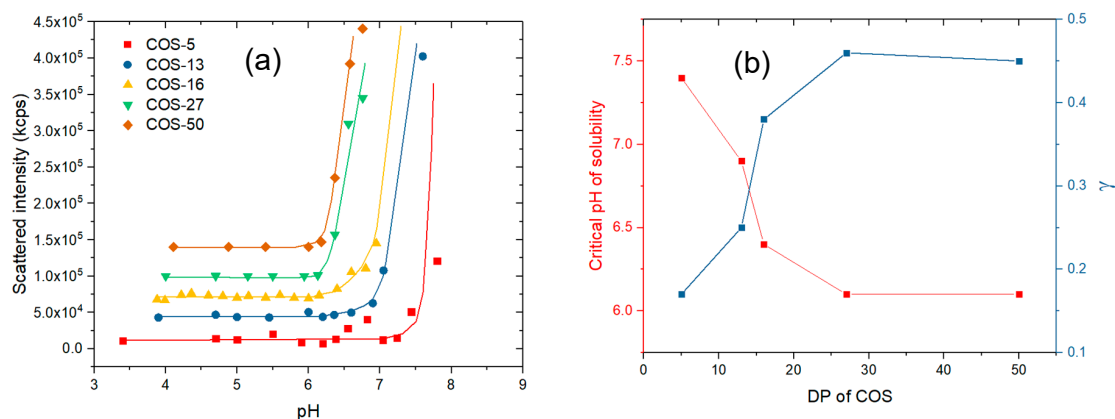 (a)
COS-5
COS-13
COS-16
COS-27
COS-50
Scattered intensity (kcps)
4.5x10⁵
4.0x10⁵
3.5x10⁵
3.0x10⁵
2.5x10⁵
2.0x10⁵
1.5x10⁵
1.0x10⁵
5.0x10⁴
0.0
3 4 5 6 7 8 9
pH
(b)
Critical pH of solubility
7.5
7.0
6.5
6.0
0.5
0.4
0.3
0.2
0.1
γ
0 10 20 30 40 50
DP of COS